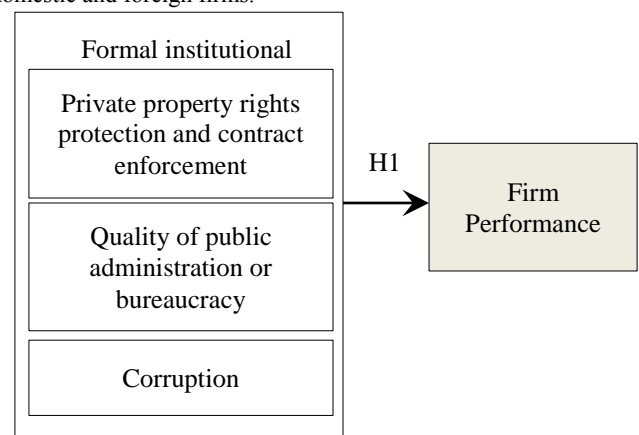 domestic and foreign firms.
Formal institutional
Private property rights
protection and contract
enforcement
H1
Firm
Performance
Quality of public
administration or
bureaucracy
Corruption